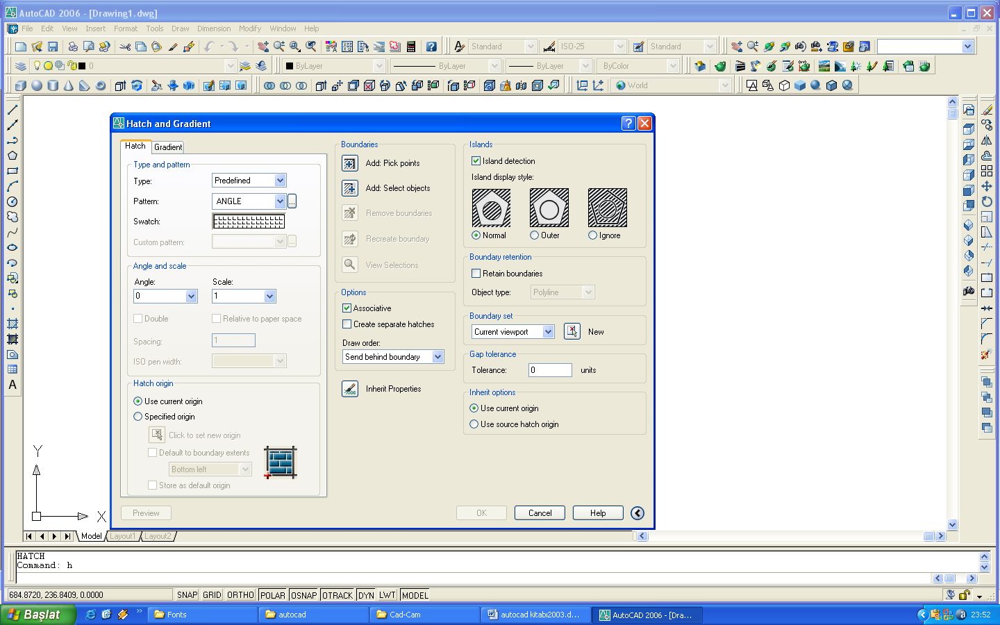 AutoCAD 2006 - [Drawing1.dwg]
File Edit View Insert Format Tools Draw Dimension Modify Window Help
Standard ISO-25 Standard
0 ByLayer ByLayer ByLayer ByColor
World
Hatch and Gradient
Hatch Gradient
Type and pattern
Type: Predefined
Pattern: ANGLE ...
Swatch:
Custom pattern: ...
Angle and scale
Angle: Scale:
0 1
Double Relative to paper space
Spacing: 1
ISO pen width:
Hatch origin
Use current origin
Specified origin
Click to set new origin
Default to boundary extents
Bottom left
Store as default origin
Preview
Boundaries
Add: Pick points
Add: Select objects
Remove boundaries
Recreate boundary
View Selections
Options
Associative
Create separate hatches
Draw order:
Send behind boundary
Inherit Properties
Islands
Island detection
Island display style:
Normal Outer Ignore
Boundary retention
Retain boundaries
Object type: Polyline
Boundary set
Current viewport New
Gap tolerance
Tolerance: 0 units
Inherit options
Use current origin
Use source hatch origin
OK Cancel Help
A
Y
X
Model Layout1 Layout2
HATCH
Command: h
684.8720, 236.8409, 0.0000 SNAP GRID ORTHO POLAR OSNAP OTRACK DYN LWT MODEL
Başlat Fonts autocad Cad-Cam autocad kitabı2003.d... AutoCAD 2006 - [Dra... 23:52